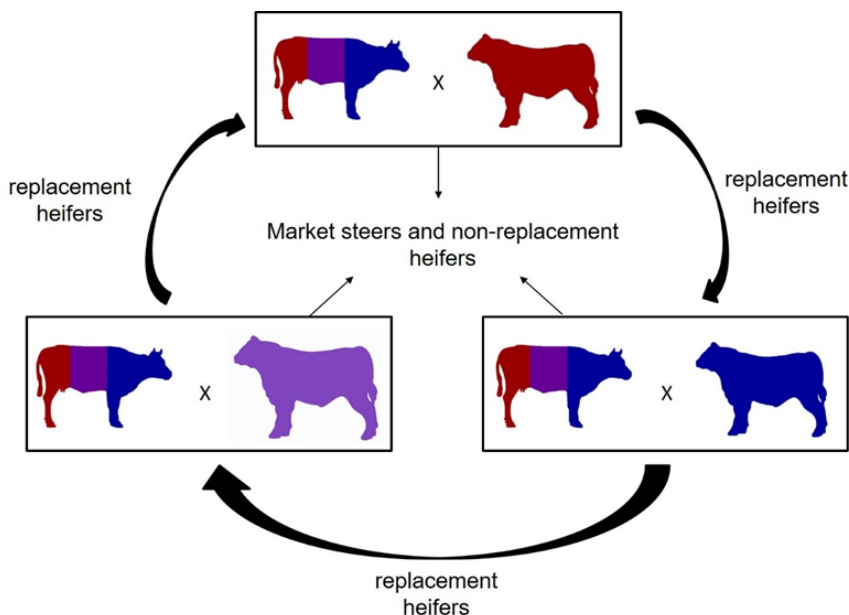 X
replacement
heifers
replacement
heifers
Market steers and non-replacement
heifers
X
X
replacement
heifers